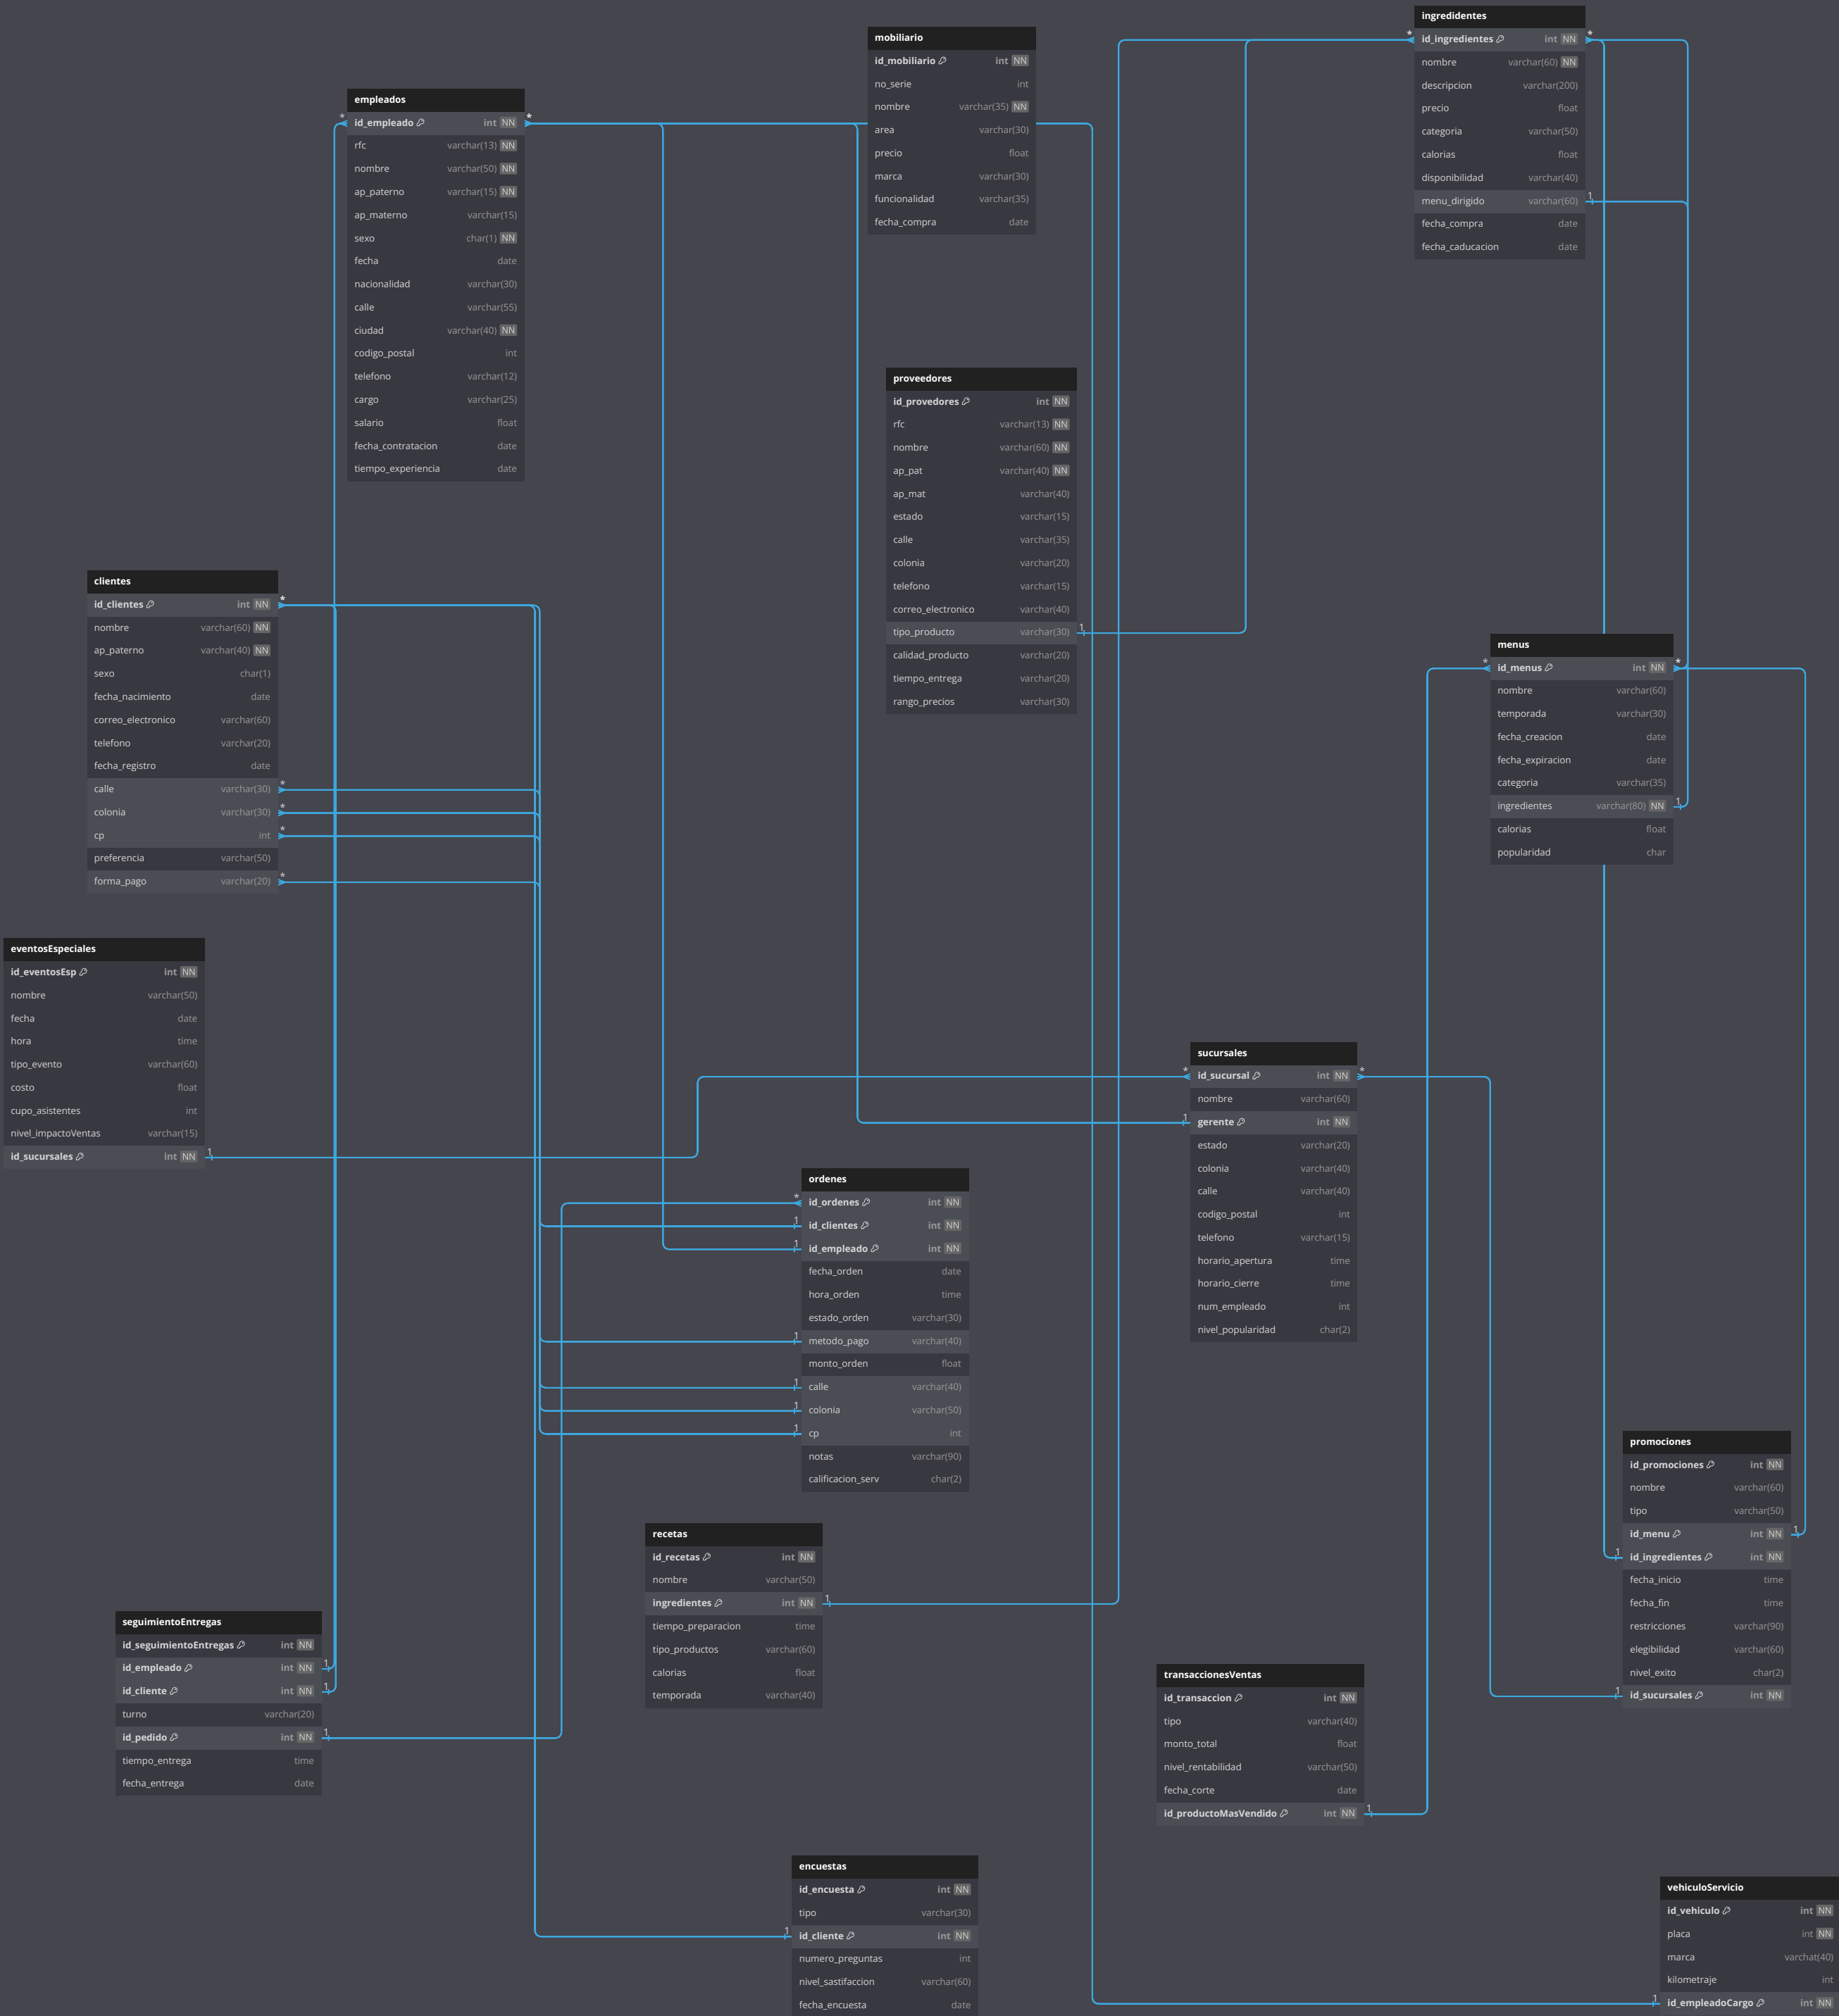 ingredidentes
id_ingredientes int NN
nombre varchar(60) NN
descripcion varchar(200)
precio float
categoria varchar(50)
calorias float
disponibilidad varchar(40)
menu_dirigido varchar(60) 1
fecha_compra date
fecha_caducacion date
* *
mobiliario
id_mobiliario int NN
no_serie int
nombre varchar(35) NN
area varchar(30)
precio float
marca varchar(30)
funcionalidad varchar(35)
fecha_compra date
empleados
* id_empleado int NN *
rfc varchar(13) NN
nombre varchar(50) NN
ap_paterno varchar(15) NN
ap_materno varchar(15)
sexo char(1) NN
fecha date
nacionalidad varchar(30)
calle varchar(55)
ciudad varchar(40) NN
codigo_postal int
telefono varchar(12)
cargo varchar(25)
salario float
fecha_contratacion date
tiempo_experiencia date
proveedores
id_provedores int NN
rfc varchar(13) NN
nombre varchar(60) NN
ap_pat varchar(40) NN
ap_mat varchar(40)
estado varchar(15)
calle varchar(35)
colonia varchar(20)
telefono varchar(15)
correo_electronico varchar(40)
tipo_producto varchar(30) 1
calidad_producto varchar(20)
tiempo_entrega varchar(20)
rango_precios varchar(30)
clientes
id_clientes int NN *
nombre varchar(60) NN
ap_paterno varchar(40) NN
sexo char(1)
fecha_nacimiento date
correo_electronico varchar(60)
telefono varchar(20)
fecha_registro date
calle varchar(30) *
colonia varchar(30) *
cp int *
preferencia varchar(50)
forma_pago varchar(20) *
menus
* id_menus int NN *
nombre varchar(60)
temporada varchar(30)
fecha_creacion date
fecha_expiracion date
categoria varchar(35)
ingredientes varchar(80) NN 1
calorias float
popularidad char
eventosEspeciales
id_eventosEsp int NN
nombre varchar(50)
fecha date
hora time
tipo_evento varchar(60)
costo float
cupo_asistentes int
nivel_impactoVentas varchar(15)
id_sucursales int NN 1
sucursales
* id_sucursal int NN *
nombre varchar(60)
1 gerente int NN
estado varchar(20)
colonia varchar(40)
calle varchar(40)
codigo_postal int
telefono varchar(15)
horario_apertura time
horario_cierre time
num_empleado int
nivel_popularidad char(2)
ordenes
* id_ordenes int NN
1 id_clientes int NN
1 id_empleado int NN
fecha_orden date
hora_orden time
estado_orden varchar(30)
1 metodo_pago varchar(40)
monto_orden float
1 calle varchar(40)
1 colonia varchar(50)
1 cp int
notas varchar(90)
calificacion_serv char(2)
promociones
id_promociones int NN
nombre varchar(60)
tipo varchar(50)
id_menu int NN 1
1 id_ingredientes int NN
fecha_inicio time
fecha_fin time
restricciones varchar(90)
elegibilidad varchar(60)
nivel_exito char(2)
1 id_sucursales int NN
recetas
id_recetas int NN
nombre varchar(50)
ingredientes int NN 1
tiempo_preparacion time
tipo_productos varchar(60)
calorias float
temporada varchar(40)
seguimientoEntregas
id_seguimientoEntregas int NN
id_empleado int NN 1
id_cliente int NN 1
turno varchar(20)
id_pedido int NN 1
tiempo_entrega time
fecha_entrega date
transaccionesVentas
id_transaccion int NN
tipo varchar(40)
monto_total float
nivel_rentabilidad varchar(50)
fecha_corte date
id_productoMasVendido int NN 1
encuestas
id_encuesta int NN
tipo varchar(30)
1 id_cliente int NN
numero_preguntas int
nivel_sastifaccion varchar(60)
fecha_encuesta date
vehiculoServicio
id_vehiculo int NN
placa int NN
marca varchat(40)
kilometraje int
1 id_empleadoCargo int NN